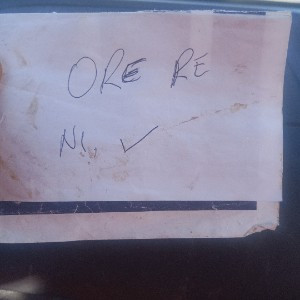 ORE RE
NI ✓